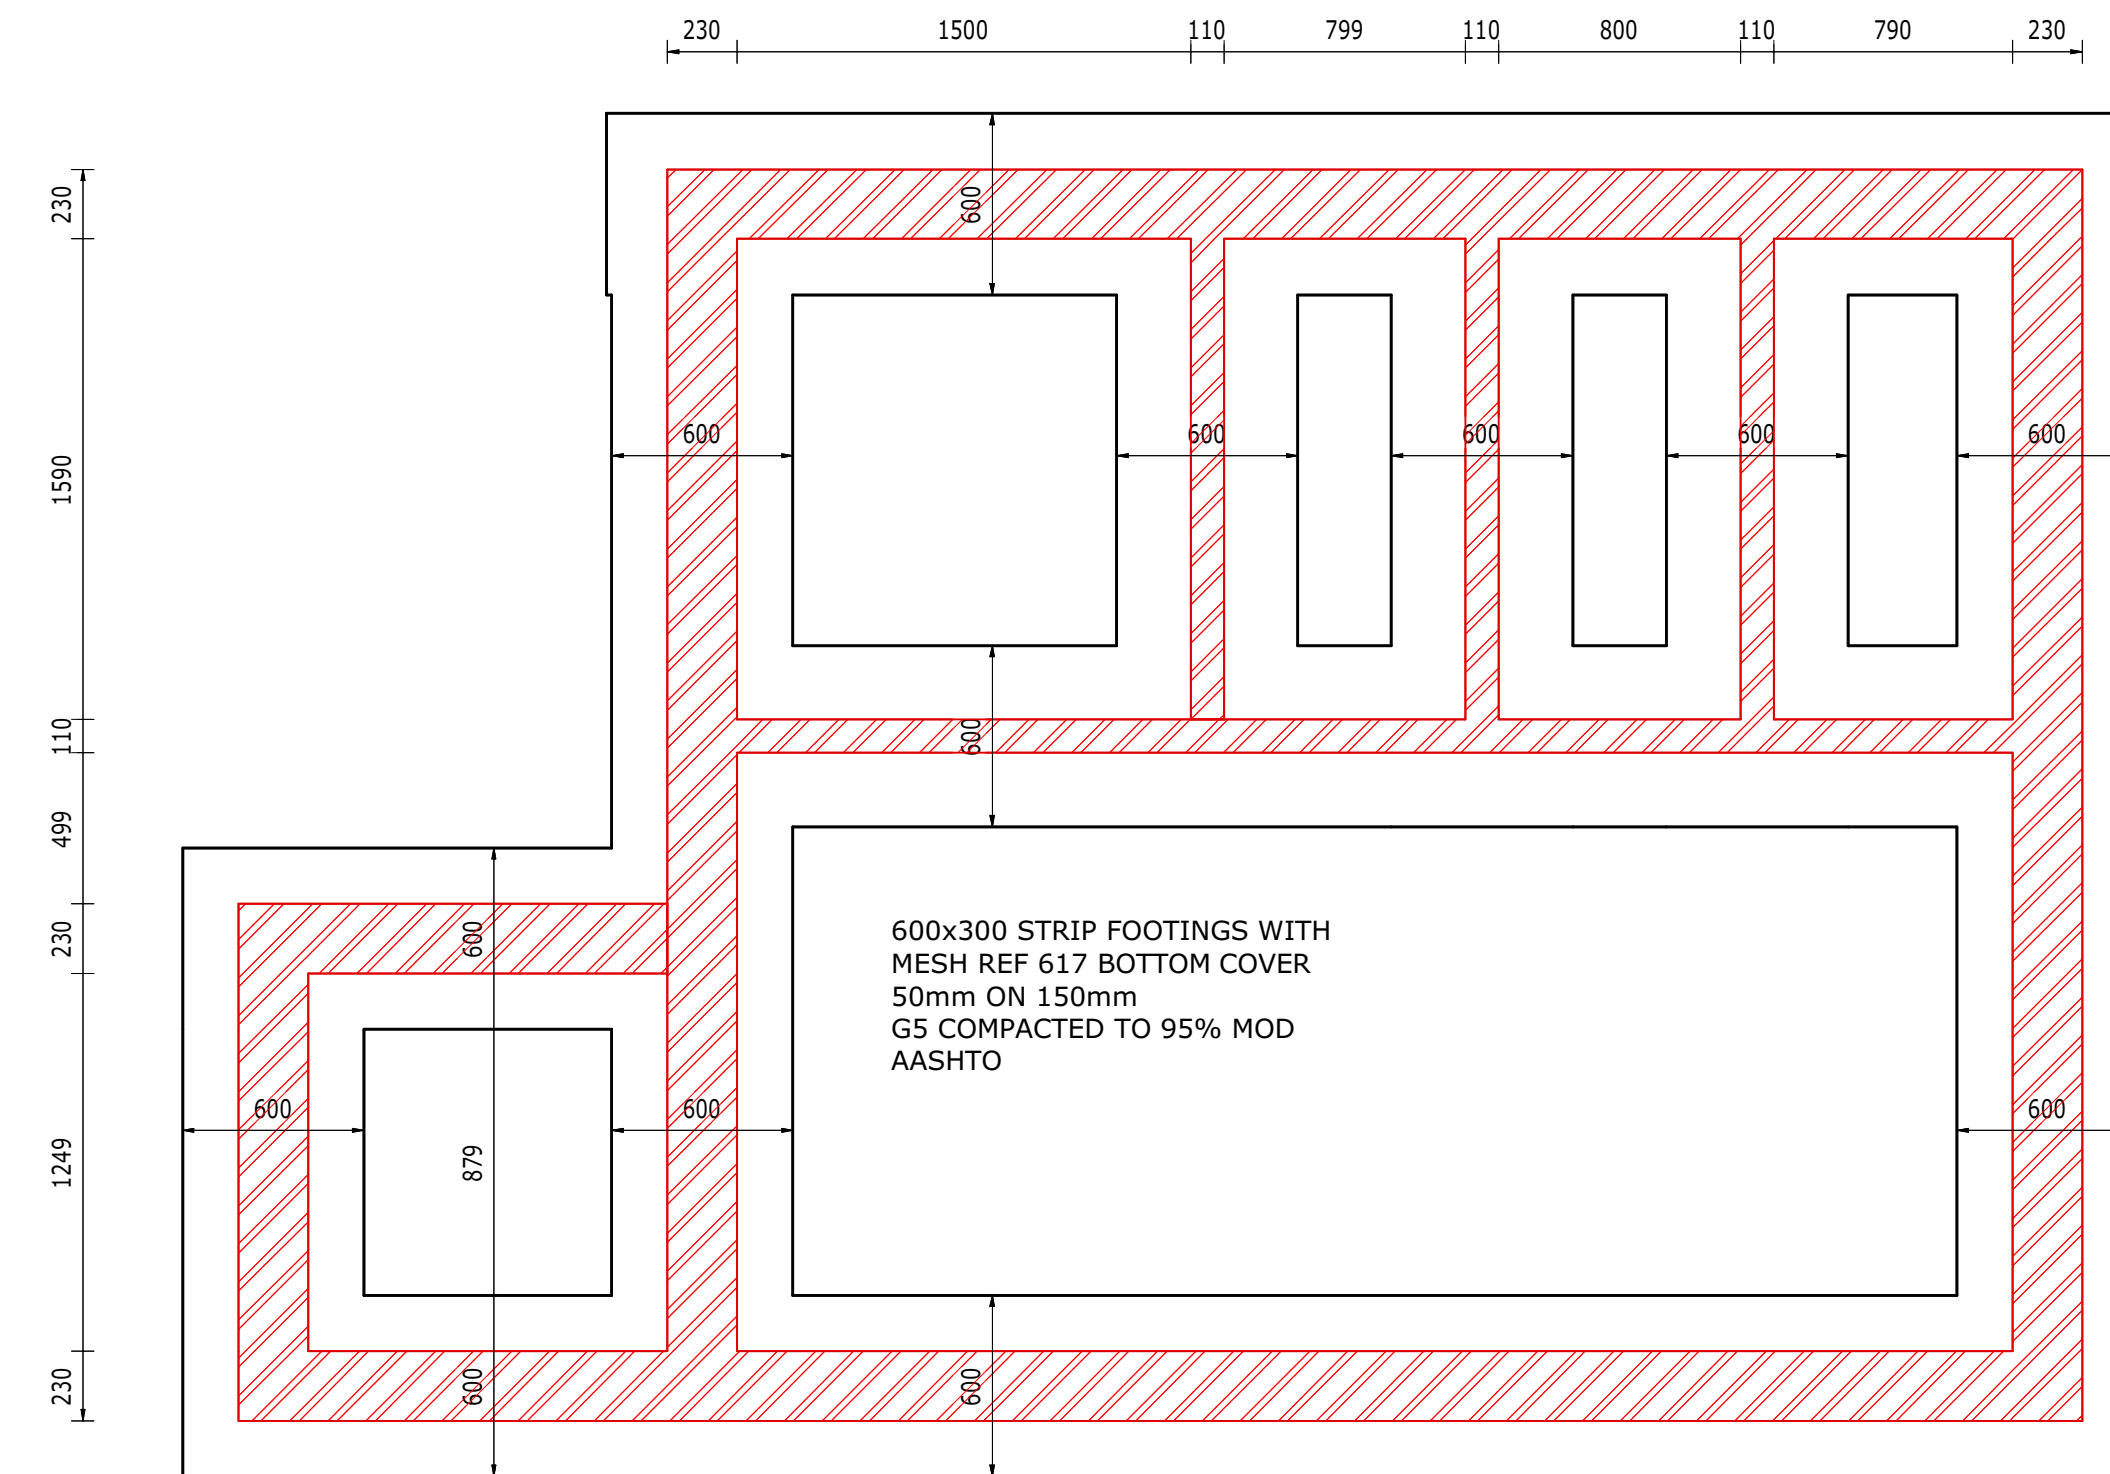 230 1500 110 799 110 800 110 790 230
230
600
1590
600 600 600 600 600
110
600
499
230
600
600x300 STRIP FOOTINGS WITH
MESH REF 617 BOTTOM COVER
50mm ON 150mm
G5 COMPACTED TO 95% MOD
AASHTO
600 600 600
1249
879
230
600
600